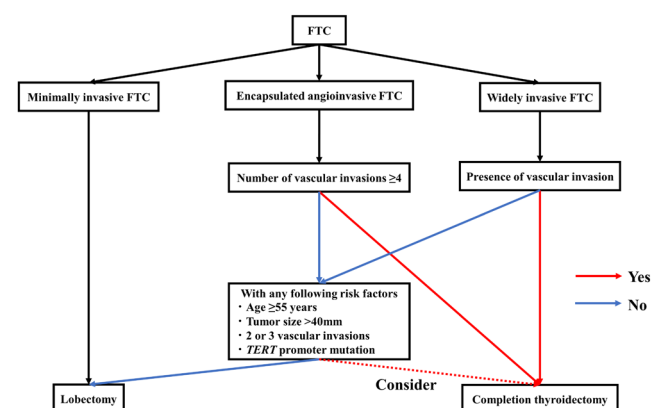 FTC
Minimally invasive FTC
Encapsulated angioinvasive FTC
Widely invasive FTC
Number of vascular invasions ≥4
Presence of vascular invasion
Yes
No
With any following risk factors
・Age ≥55 years
・Tumor size >40mm
・2 or 3 vascular invasions
・TERT promoter mutation
Consider
Lobectomy
Completion thyroidectomy